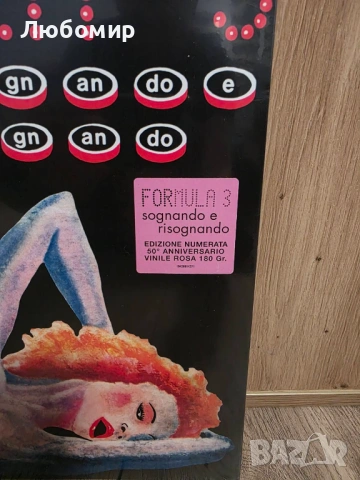 Любомир
gn an do e
gn an do
FORMULA 3
sognando e
risognando
EDIZIONE NUMERATA
50° ANNIVERSARIO
VINILE ROSA 180 Gr.
BAZAR